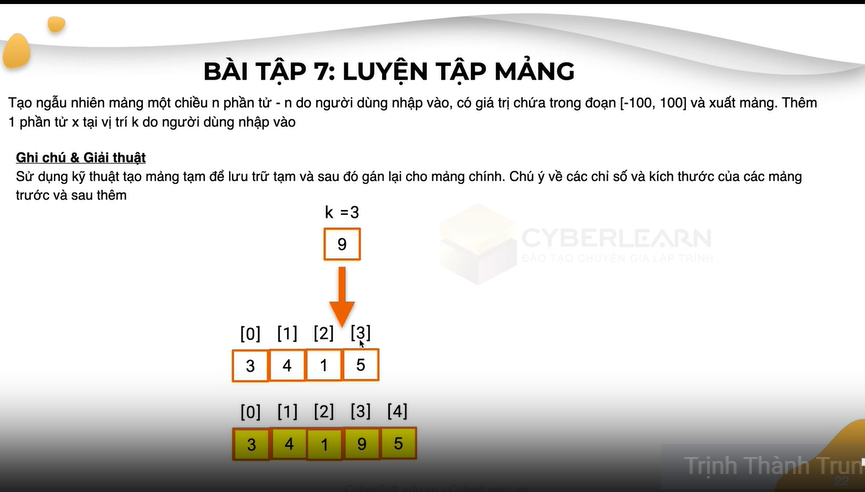 BÀI TẬP 7: LUYỆN TẬP MẢNG
Tạo ngẫu nhiên mảng một chiều n phần tử - n do người dùng nhập vào, có giá trị chứa trong đoạn [-100, 100] và xuất mảng. Thêm
1 phần tử x tại vị trí k do người dùng nhập vào
Ghi chú & Giải thuật
Sử dụng kỹ thuật tạo mảng tạm để lưu trữ tạm và sau đó gán lại cho mảng chính. Chú ý về các chỉ số và kích thước của các mảng
trước và sau thêm
k =3
9
CYBERLEARN
ĐÀO TẠO CHUYÊN GIA LẬP TRÌNH
[0] [1] [2] [3]
3 4 1 5
[0] [1] [2] [3] [4]
3 4 1 9 5
Trịnh Thành Trun
22